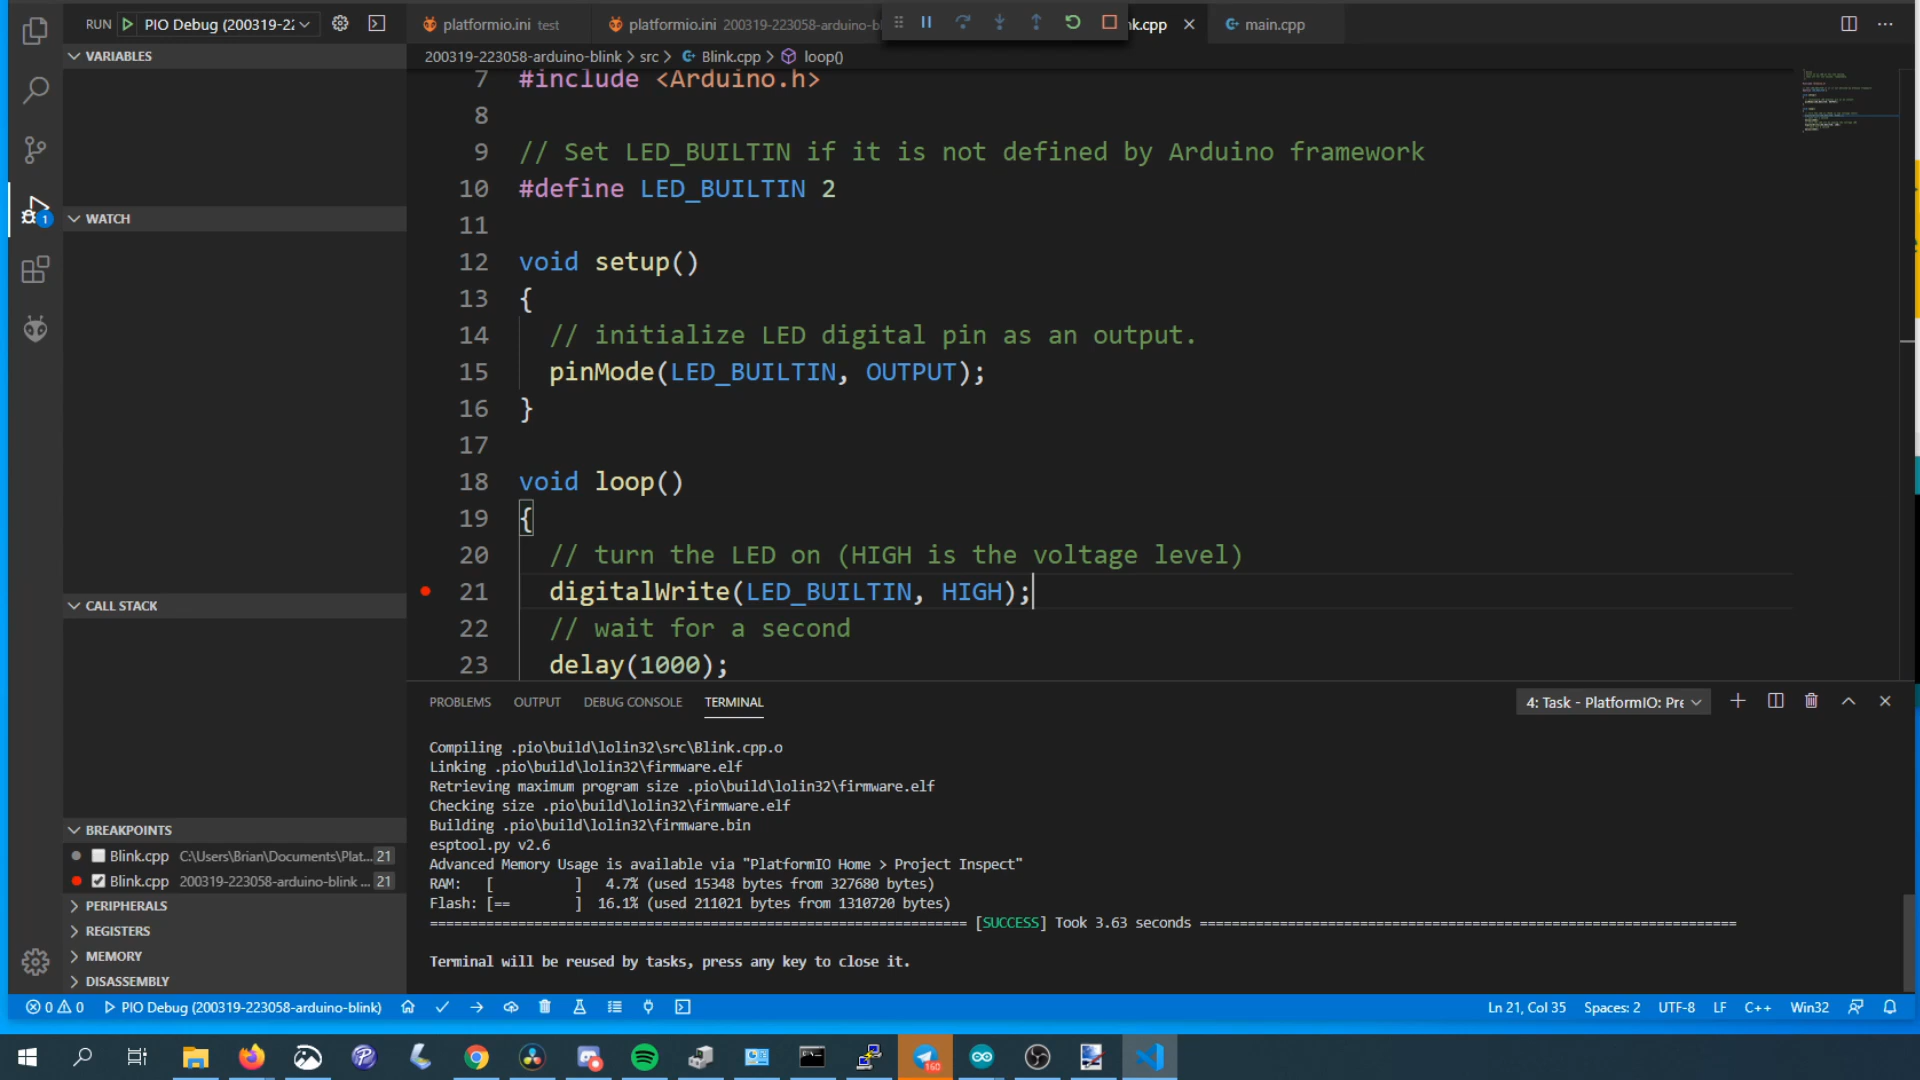 RUN PIO Debug (200319-22
platformio.ini test
platformio.ini 200319-223058-arduino-bl
nk.cpp
main.cpp
VARIABLES
200319-223058-arduino-blink > src > Blink.cpp > loop()
7 #include <Arduino.h>
8
9 // Set LED_BUILTIN if it is not defined by Arduino framework
10 #define LED_BUILTIN 2
11
12 void setup()
13 {
14 // initialize LED digital pin as an output.
15 pinMode(LED_BUILTIN, OUTPUT);
16 }
17
18 void loop()
19 {
20 // turn the LED on (HIGH is the voltage level)
21 digitalWrite(LED_BUILTIN, HIGH);
22 // wait for a second
23 delay(1000);
1
WATCH
CALL STACK
BREAKPOINTS
Blink.cpp C:\Users\Brian\Documents\Plat... 21
Blink.cpp 200319-223058-arduino-blink ... 21
PERIPHERALS
REGISTERS
MEMORY
DISASSEMBLY
PROBLEMS OUTPUT DEBUG CONSOLE TERMINAL
4: Task - PlatformIO: Pre
Compiling .pio\build\lolin32\src\Blink.cpp.o
Linking .pio\build\lolin32\firmware.elf
Retrieving maximum program size .pio\build\lolin32\firmware.elf
Checking size .pio\build\lolin32\firmware.elf
Building .pio\build\lolin32\firmware.bin
esptool.py v2.6
Advanced Memory Usage is available via "PlatformIO Home > Project Inspect"
RAM: [ ] 4.7% (used 15348 bytes from 327680 bytes)
Flash: [== ] 16.1% (used 211021 bytes from 1310720 bytes)
[SUCCESS] Took 3.63 seconds
Terminal will be reused by tasks, press any key to close it.
0 0 PIO Debug (200319-223058-arduino-blink)
Ln 21, Col 35 Spaces: 2 UTF-8 LF C++ Win32
160